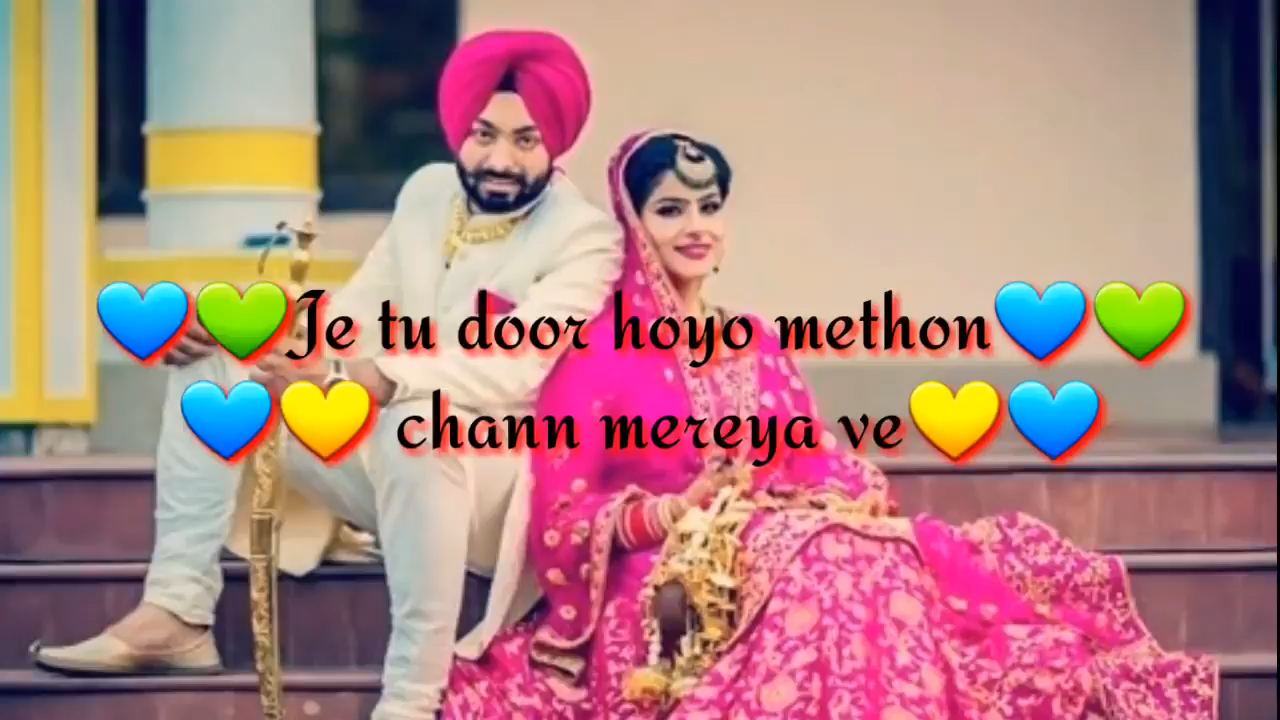 💙💚Je tu door hoyo methon💙💚
💙💛 chann mereya ve💛💙